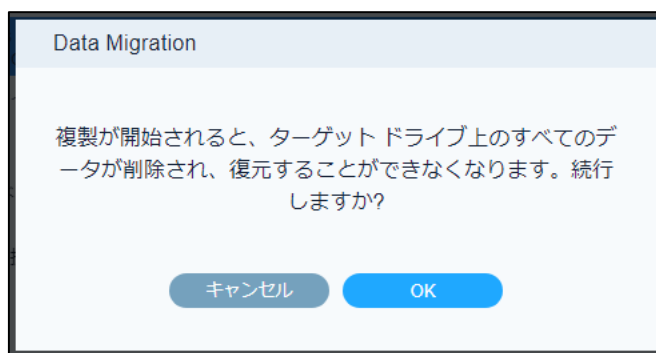 Data Migration
複製が開始されると、ターゲット ドライブ上のすべてのデ
ータが削除され、復元することができなくなります。続行
しますか?
キャンセル OK